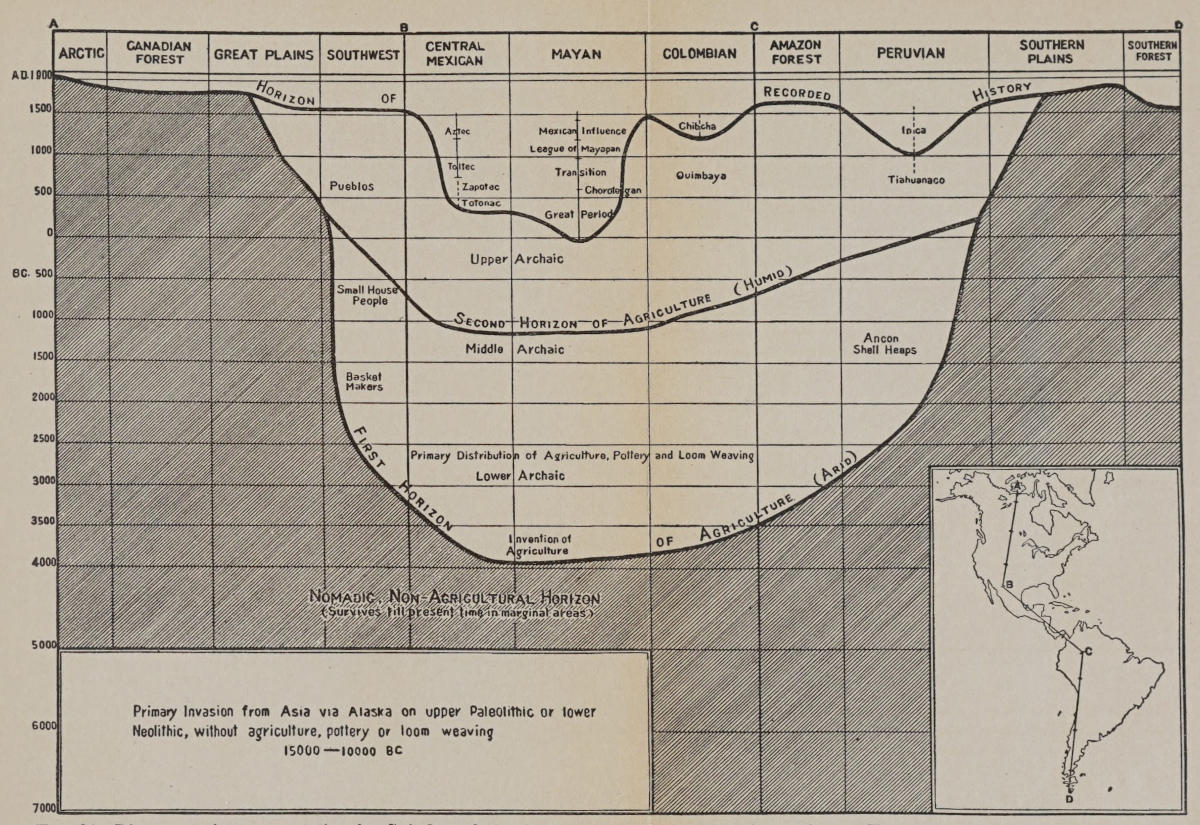 A B C D
ARCTIC
CANADIAN
FOREST
GREAT PLAINS
SOUTHWEST
CENTRAL
MEXICAN
MAYAN
COLOMBIAN
AMAZON
FOREST
PERUVIAN
SOUTHERN
PLAINS
SOUTHERN
FOREST
A.D. 1900
1500
1000
500
0
BC. 500
1000
1500
2000
2500
3000
3500
4000
5000
6000
7000
HORIZON OF RECORDED HISTORY
Aztec
Toltec
Zapotec
Totonac
Mexican Influence
League of Mayapan
Transition
Chorotegan
Great Period
Chibcha
Quimbaya
Inca
Tiahuanaco
Pueblos
Upper Archaic
Small House
People
SECOND HORIZON OF AGRICULTURE (HUMID)
Middle Archaic
Ancon
Shell Heaps
Basket
Makers
Primary Distribution of Agriculture, Pottery and Loom Weaving
Lower Archaic
FIRST HORIZON OF AGRICULTURE (ARID)
Invention of
Agriculture
NOMADIC, NON-AGRICULTURAL HORIZON
(Survives till present time in marginal areas)
Primary Invasion from Asia via Alaska on upper Paleolithic or lower
Neolithic, without agriculture, pottery or loom weaving
15000—10000 BC
A
B
C
D